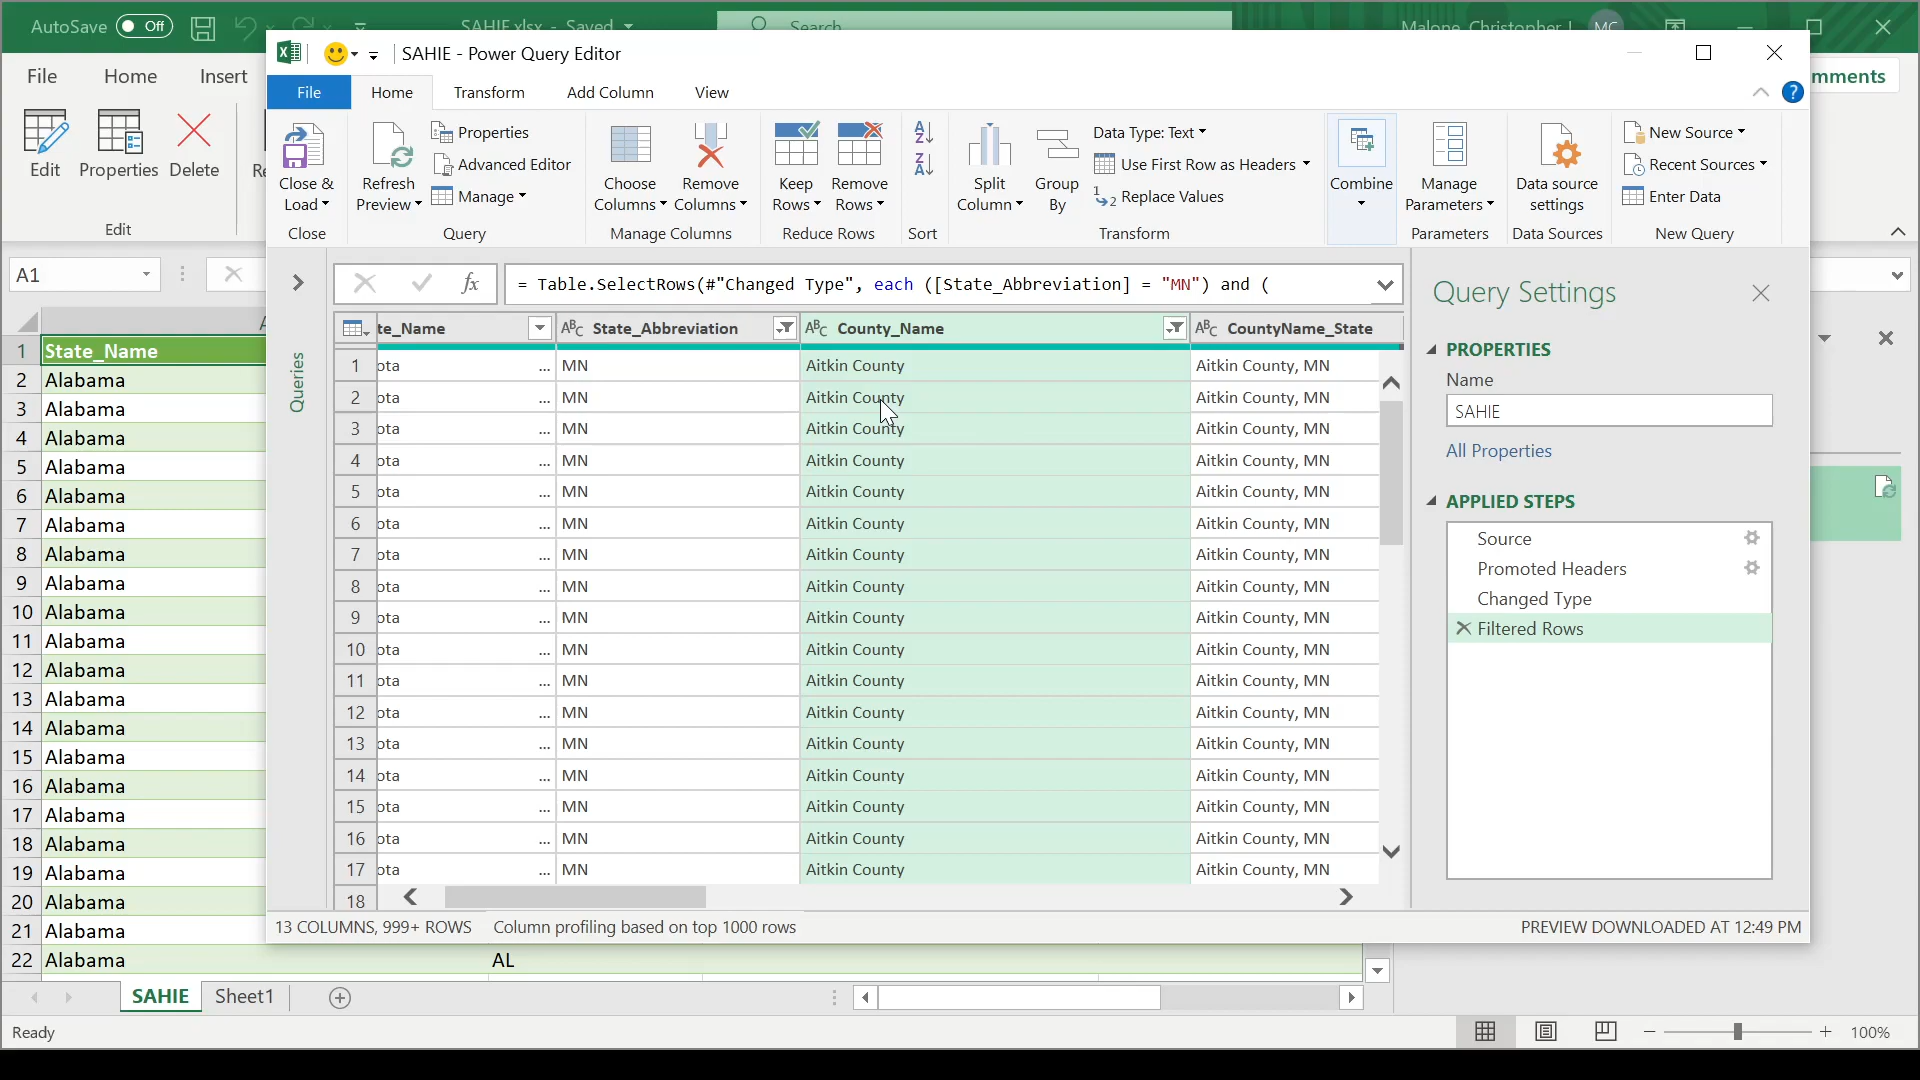 AutoSave Off SAHIE.xlsx - Saved Search Malone, Christopher J MC
SAHIE - Power Query Editor
File Home Insert mments
File Home Transform Add Column View ?
Edit Properties Delete
Close & Load Refresh Preview Properties Advanced Editor Manage Choose Columns Remove Columns Keep Rows Remove Rows Split Column Group By Data Type: Text Use First Row as Headers Replace Values Combine Manage Parameters Data source settings New Source Recent Sources Enter Data
Edit
Close Query Manage Columns Reduce Rows Sort Transform Parameters Data Sources New Query
A1
fx = Table.SelectRows(#"Changed Type", each ([State_Abbreviation] = "MN") and (
Queries
te_Name ABC State_Abbreviation ABC County_Name ABC CountyName_State
1 ota ... MN Aitkin County Aitkin County, MN
2 ota ... MN Aitkin County Aitkin County, MN
3 ota ... MN Aitkin County Aitkin County, MN
4 ota ... MN Aitkin County Aitkin County, MN
5 ota ... MN Aitkin County Aitkin County, MN
6 ota ... MN Aitkin County Aitkin County, MN
7 ota ... MN Aitkin County Aitkin County, MN
8 ota ... MN Aitkin County Aitkin County, MN
9 ota ... MN Aitkin County Aitkin County, MN
10 ota ... MN Aitkin County Aitkin County, MN
11 ota ... MN Aitkin County Aitkin County, MN
12 ota ... MN Aitkin County Aitkin County, MN
13 ota ... MN Aitkin County Aitkin County, MN
14 ota ... MN Aitkin County Aitkin County, MN
15 ota ... MN Aitkin County Aitkin County, MN
16 ota ... MN Aitkin County Aitkin County, MN
17 ota ... MN Aitkin County Aitkin County, MN
18
13 COLUMNS, 999+ ROWS Column profiling based on top 1000 rows PREVIEW DOWNLOADED AT 12:49 PM
Query Settings
PROPERTIES
Name
SAHIE
All Properties
APPLIED STEPS
Source
Promoted Headers
Changed Type
Filtered Rows
1 State_Name
2 Alabama
3 Alabama
4 Alabama
5 Alabama
6 Alabama
7 Alabama
8 Alabama
9 Alabama
10 Alabama
11 Alabama
12 Alabama
13 Alabama
14 Alabama
15 Alabama
16 Alabama
17 Alabama
18 Alabama
19 Alabama
20 Alabama
21 Alabama
22 Alabama AL
SAHIE Sheet1
Ready 100%